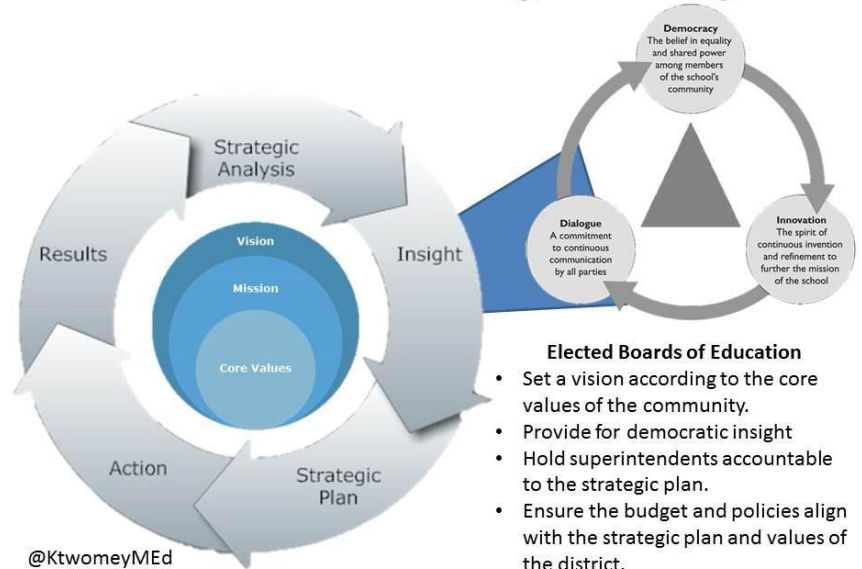 Strategic
Analysis
Insight
Strategic
Plan
Action
Results
Vision
Mission
Core Values
Democracy
The belief in equality
and shared power
among members
of the school's
community
Innovation
The spirit of
continuous invention
and refinement to
further the mission
of the school
Dialogue
A commitment
to continuous
communication
by all parties
Elected Boards of Education
• Set a vision according to the core
values of the community.
• Provide for democratic insight
• Hold superintendents accountable
to the strategic plan.
• Ensure the budget and policies align
with the strategic plan and values of
the district.
@KtwomeyMEd